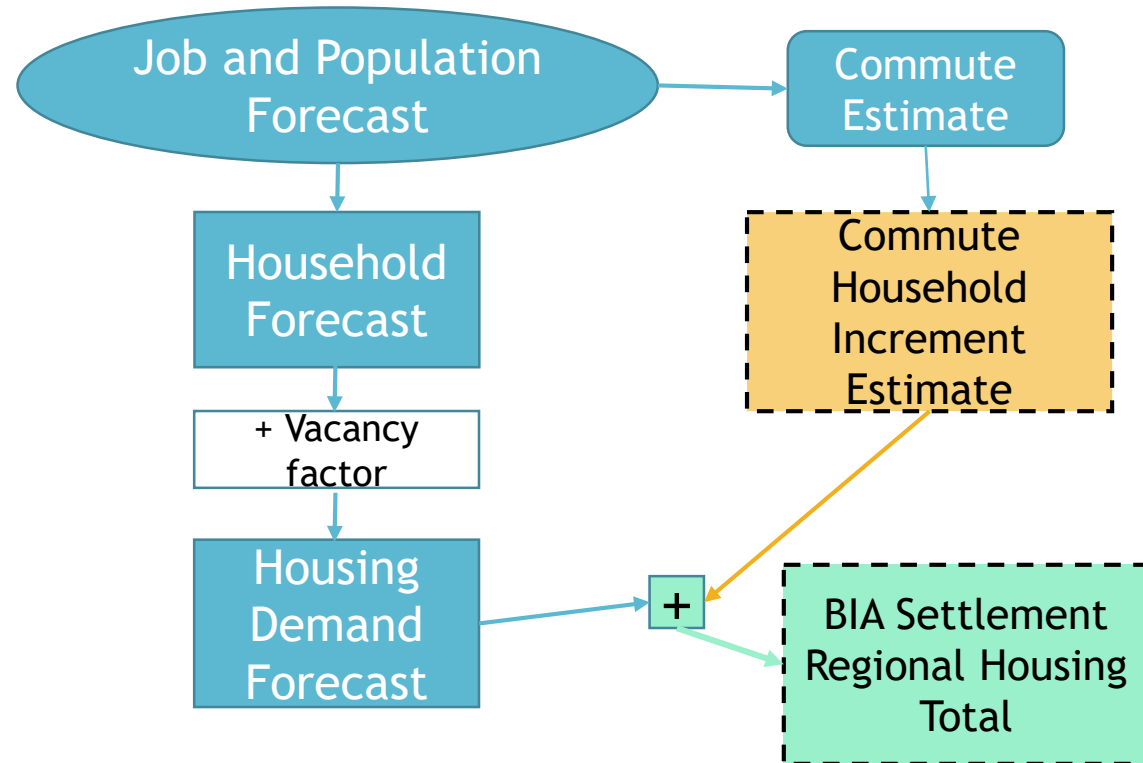 Job and Population
Forecast
Commute
Estimate
Household
Forecast
Commute
Household
Increment
Estimate
+ Vacancy
factor
Housing
Demand
Forecast
+
BIA Settlement
Regional Housing
Total